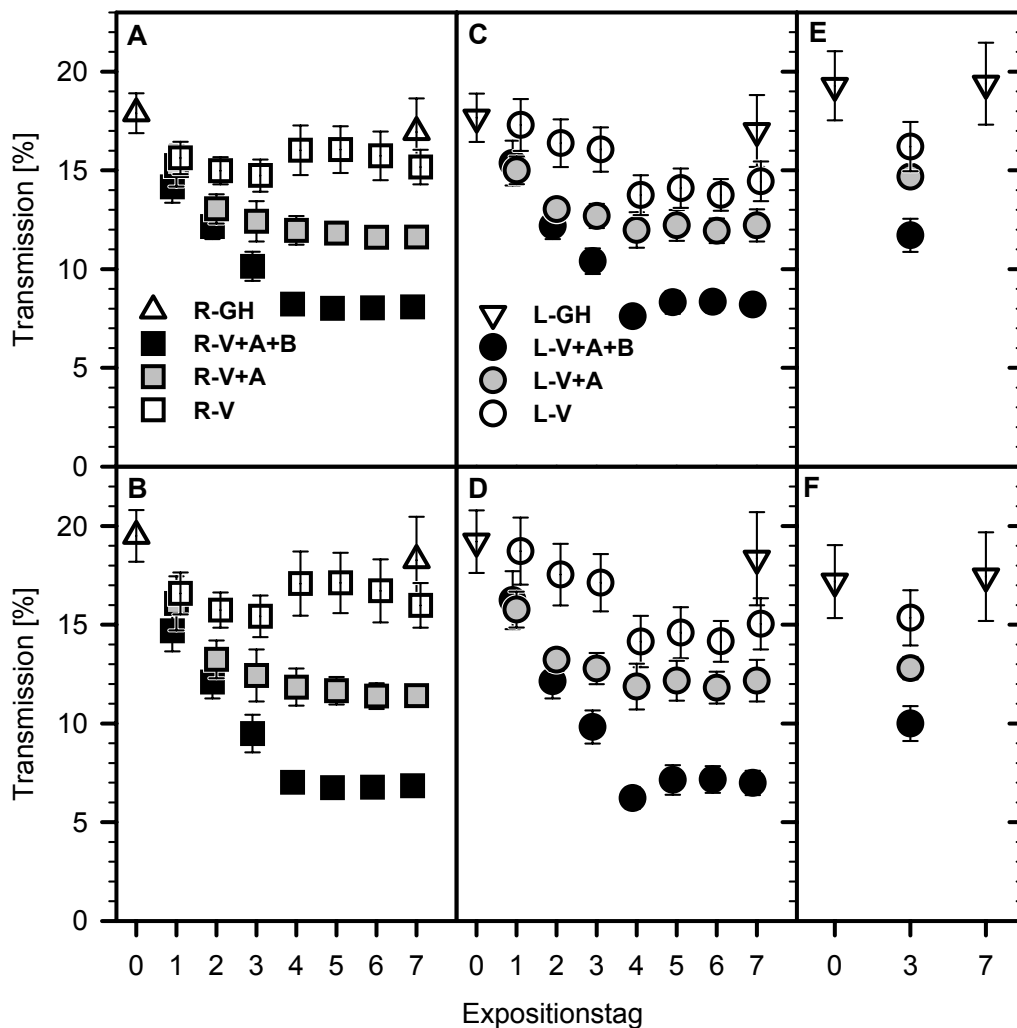 A
C
E
Transmission [%]
20
15
10
5
0
R-GH
R-V+A+B
R-V+A
R-V
L-GH
L-V+A+B
L-V+A
L-V
B
D
F
Transmission [%]
20
15
10
5
0
0 1 2 3 4 5 6 7
0 1 2 3 4 5 6 7
0 3 7
Expositionstag